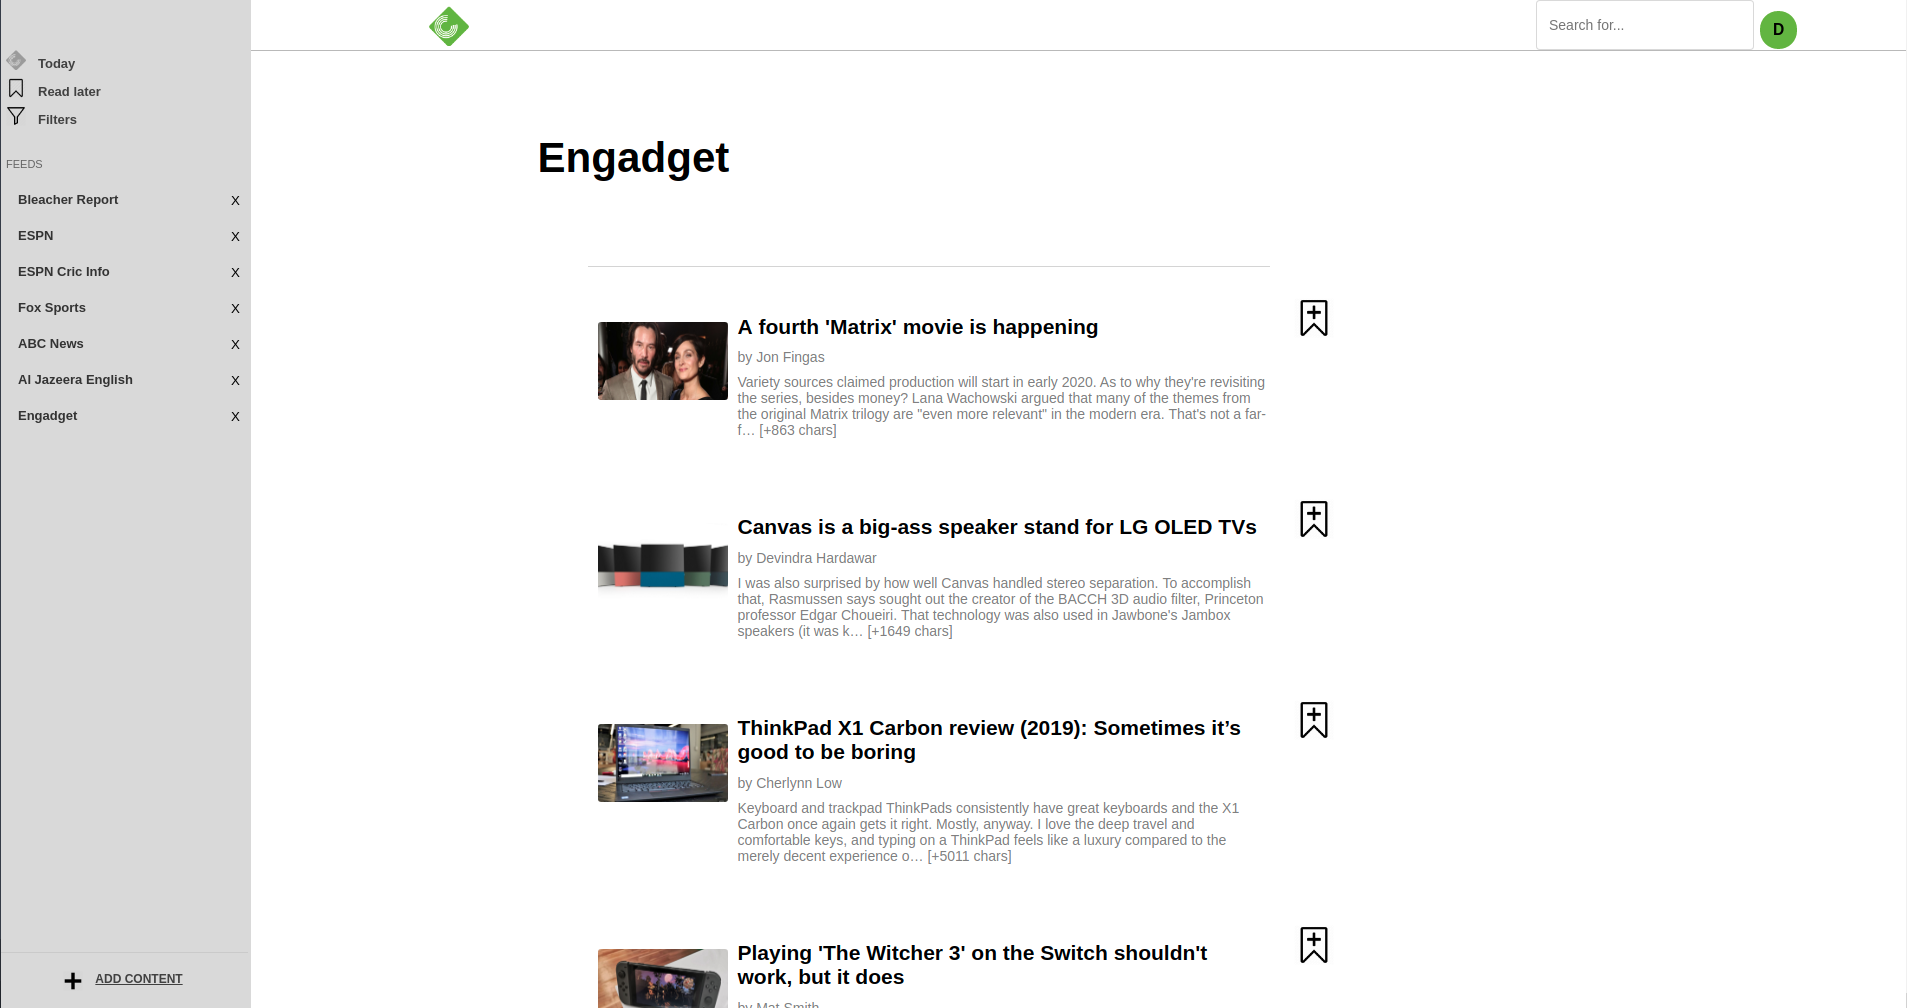 Search for...
D
Today
Read later
Filters
FEEDS
Bleacher Report X
ESPN X
ESPN Cric Info X
Fox Sports X
ABC News X
Al Jazeera English X
Engadget X
ADD CONTENT
Engadget
A fourth 'Matrix' movie is happening
by Jon Fingas
Variety sources claimed production will start in early 2020. As to why they're revisiting
the series, besides money? Lana Wachowski argued that many of the themes from
the original Matrix trilogy are "even more relevant" in the modern era. That's not a far-
f… [+863 chars]
Canvas is a big-ass speaker stand for LG OLED TVs
by Devindra Hardawar
I was also surprised by how well Canvas handled stereo separation. To accomplish
that, Rasmussen says sought out the creator of the BACCH 3D audio filter, Princeton
professor Edgar Choueiri. That technology was also used in Jawbone's Jambox
speakers (it was k… [+1649 chars]
ThinkPad X1 Carbon review (2019): Sometimes it’s
good to be boring
by Cherlynn Low
Keyboard and trackpad ThinkPads consistently have great keyboards and the X1
Carbon once again gets it right. Mostly, anyway. I love the deep travel and
comfortable keys, and typing on a ThinkPad feels like a luxury compared to the
merely decent experience o… [+5011 chars]
Playing 'The Witcher 3' on the Switch shouldn't
work, but it does
by Mat Smith